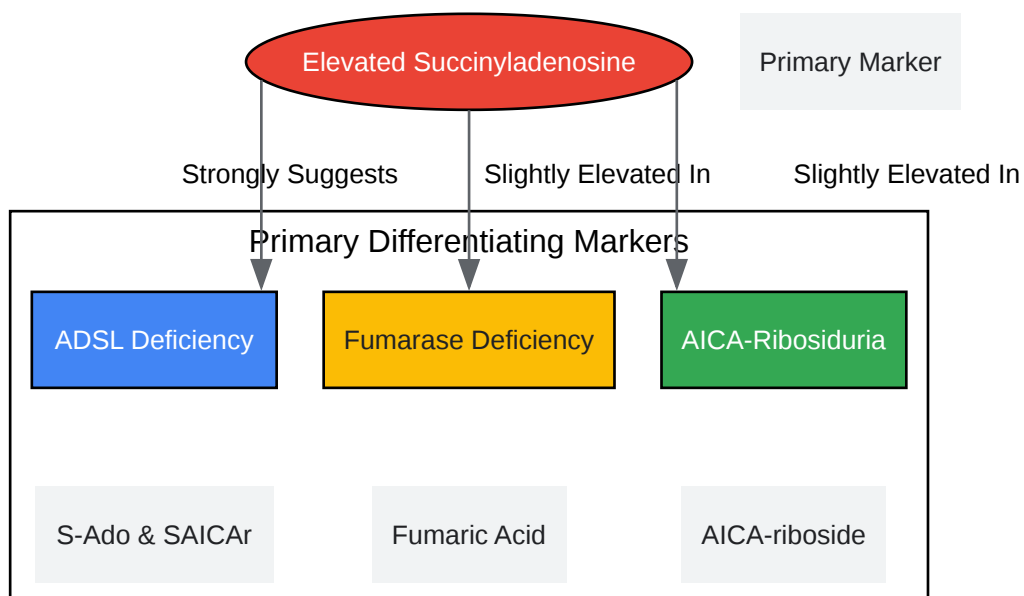 Elevated Succinyladenosine
Primary Marker
Strongly Suggests
Slightly Elevated In
Slightly Elevated In
Primary Differentiating Markers
ADSL Deficiency
Fumarase Deficiency
AICA-Ribosiduria
S-Ado & SAICAr
Fumaric Acid
AICA-riboside